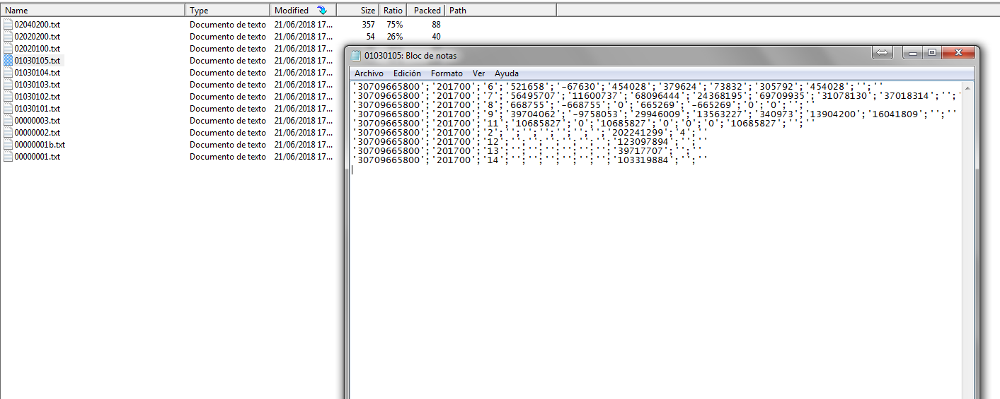 Name Type Modified Size Ratio Packed Path
02040200.txt Documento de texto 21/06/2018 17... 357 75% 88
02020200.txt Documento de texto 21/06/2018 17... 54 26% 40
02020100.txt Documento de texto 21/06/2018 17...
01030105.txt Documento de texto 21/06/2018 17...
01030104.txt Documento de texto 21/06/2018 17...
01030103.txt Documento de texto 21/06/2018 17...
01030102.txt Documento de texto 21/06/2018 17...
01030101.txt Documento de texto 21/06/2018 17...
00000003.txt Documento de texto 21/06/2018 17...
00000002.txt Documento de texto 21/06/2018 17...
00000001b.txt Documento de texto 21/06/2018 17...
00000001.txt Documento de texto 21/06/2018 17...
01030105: Bloc de notas
Archivo Edición Formato Ver Ayuda
'30709665800';'201700';'6';'521658';'-67630';'454028';'379624';'73832';'305792';'454028';'';''
'30709665800';'201700';'7';'56495707';'11600737';'68096444';'24368195';'69709935';'31078130';'37018314';'';'
'30709665800';'201700';'8';'668755';'-668755';'0';'665269';'-665269';'0';'0';'';''
'30709665800';'201700';'9';'39704062';'-9758053';'29946009';'13563227';'340973';'13904200';'16041809';'';''
'30709665800';'201700';'11';'10685827';'0';'10685827';'0';'0';'0';'10685827';'';''
'30709665800';'201700';'2';'';'';'';'';'';'';'202241299';'4';''
'30709665800';'201700';'12';'';'';'';'';'';'';'123097894';'';''
'30709665800';'201700';'13';'';'';'';'';'';'';'39717707';'';''
'30709665800';'201700';'14';'';'';'';'';'';'';'103319884';'';''